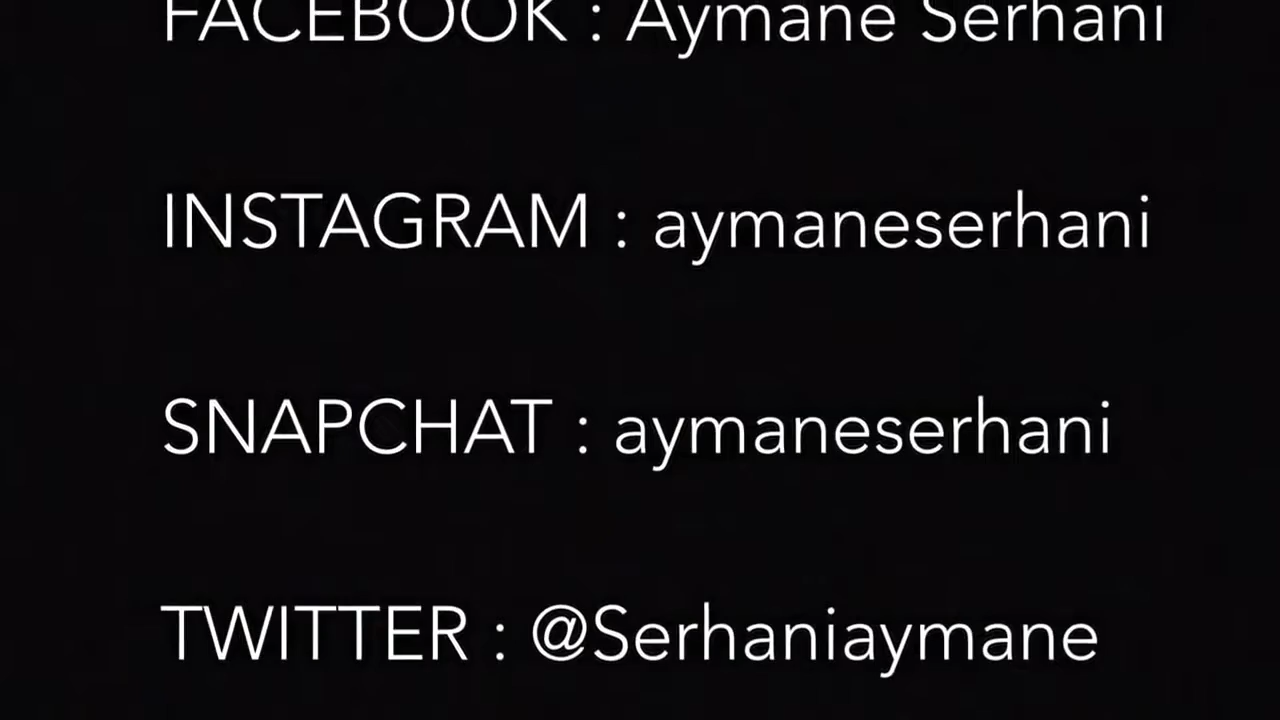 FACEBOOK : Aymane Serhani
INSTAGRAM : aymaneserhani
SNAPCHAT : aymaneserhani
TWITTER : @Serhaniaymane